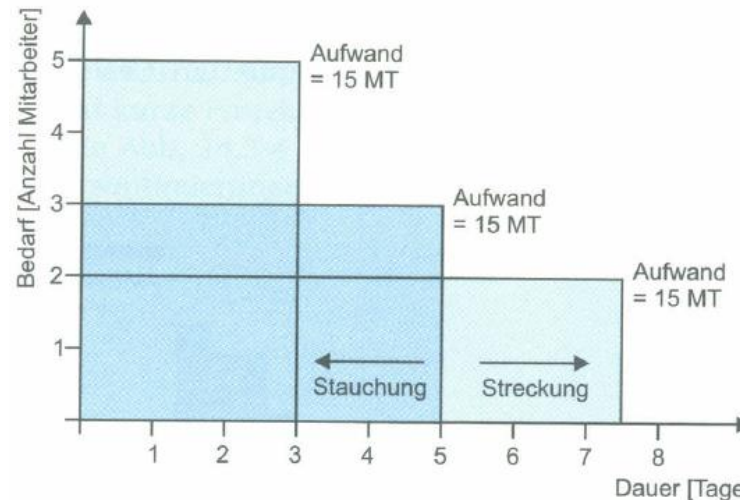 Bedarf [Anzahl Mitarbeiter]
5
4
3
2
1
Aufwand
= 15 MT
Aufwand
= 15 MT
Aufwand
= 15 MT
Stauchung
Streckung
1 2 3 4 5 6 7 8
Dauer [Tage